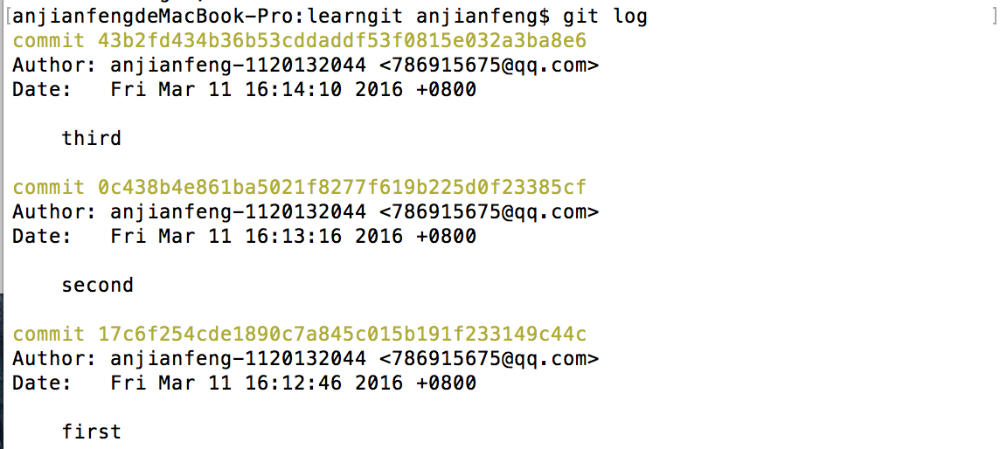 [anjianfengdeMacBook-Pro:learngit anjianfeng$ git log ]
commit 43b2fd434b36b53cddaddf53f0815e032a3ba8e6
Author: anjianfeng-1120132044 <786915675@qq.com>
Date:   Fri Mar 11 16:14:10 2016 +0800
    third
commit 0c438b4e861ba5021f8277f619b225d0f23385cf
Author: anjianfeng-1120132044 <786915675@qq.com>
Date:   Fri Mar 11 16:13:16 2016 +0800
    second
commit 17c6f254cde1890c7a845c015b191f233149c44c
Author: anjianfeng-1120132044 <786915675@qq.com>
Date:   Fri Mar 11 16:12:46 2016 +0800
    first